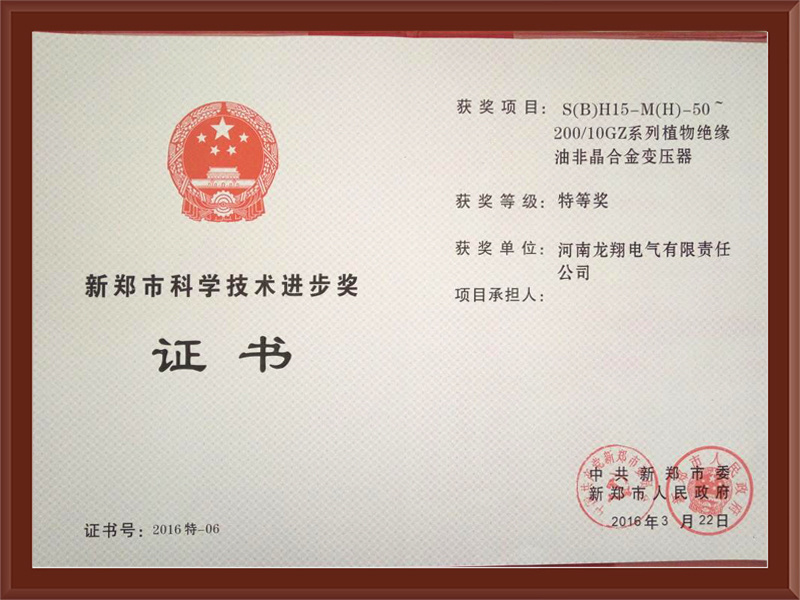 新郑市科学技术进步奖
证书
证书号：2016 特-06
获奖项目：S(B)H15-M(H)-50~
200/10GZ系列植物绝缘
油非晶合金变压器
获奖等级：特等奖
获奖单位：河南龙翔电气有限责任
公司
项目承担人：
中共新郑市委
新郑市人民政府
2016年3月22日